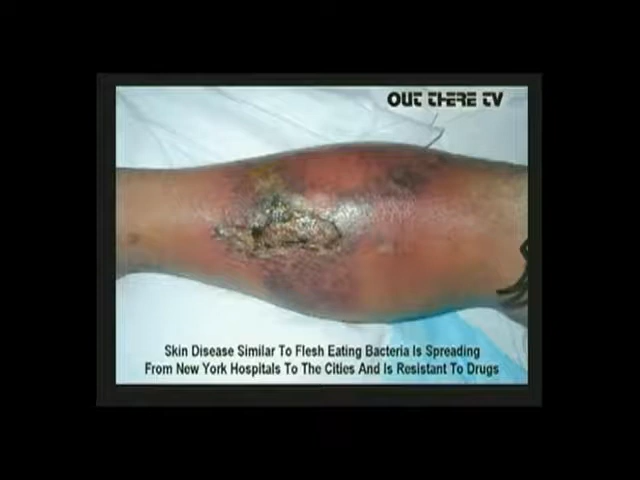 OUT THERE TV
Skin Disease Similar To Flesh Eating Bacteria Is Spreading
From New York Hospitals To The Cities And Is Resistant To Drugs